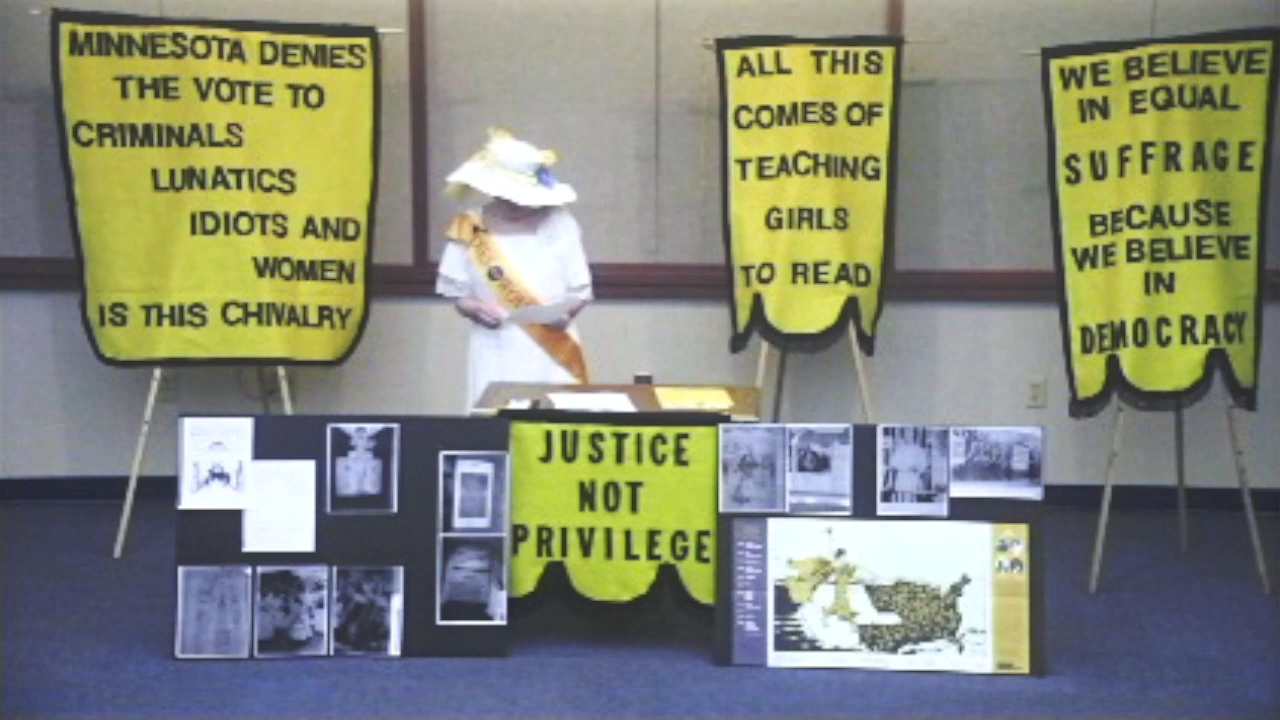 MINNESOTA DENIES
THE VOTE TO
CRIMINALS
LUNATICS
IDIOTS AND
WOMEN
IS THIS CHIVALRY
ALL THIS
COMES OF
TEACHING
GIRLS
TO READ
WE BELIEVE
IN EQUAL
SUFFRAGE
BECAUSE
WE BELIEVE
IN
DEMOCRACY
JUSTICE
NOT
PRIVILEGE